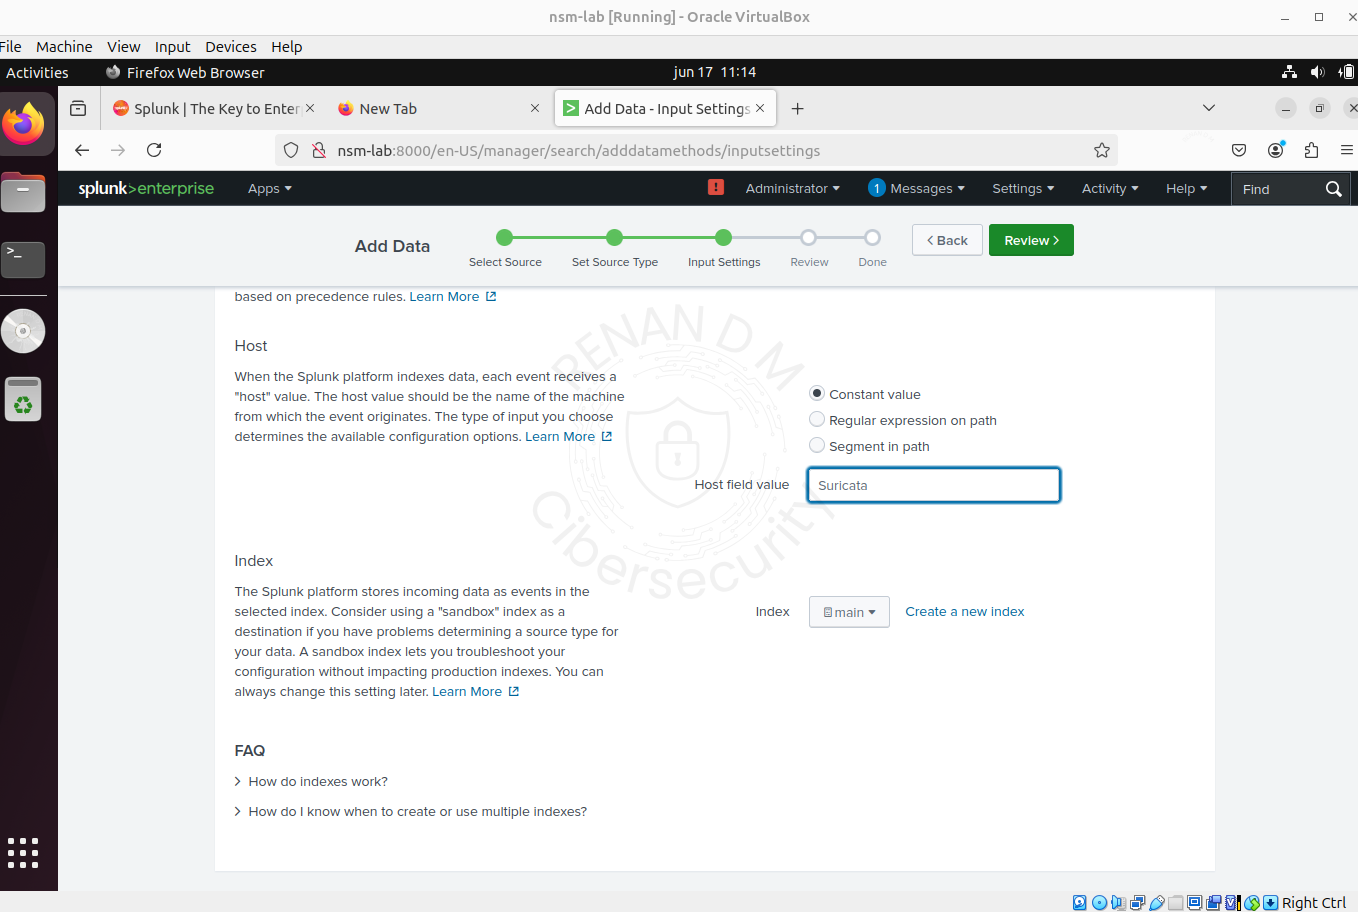 nsm-lab [Running] - Oracle VirtualBox
File Machine View Input Devices Help
Activities Firefox Web Browser jun 17 11:14
Splunk | The Key to Enter New Tab Add Data - Input Settings
nsm-lab:8000/en-US/manager/search/adddatamethods/inputsettings
splunk>enterprise Apps ! Administrator 1 Messages Settings Activity Help Find
Add Data
Select Source Set Source Type Input Settings Review Done
< Back Review >
based on precedence rules. Learn More
Host
When the Splunk platform indexes data, each event receives a
"host" value. The host value should be the name of the machine
from which the event originates. The type of input you choose
determines the available configuration options. Learn More
Constant value
Regular expression on path
Segment in path
Host field value Suricata
RENAN D M
Cibersecurity
Index
The Splunk platform stores incoming data as events in the
selected index. Consider using a "sandbox" index as a
destination if you have problems determining a source type for
your data. A sandbox index lets you troubleshoot your
configuration without impacting production indexes. You can
always change this setting later. Learn More
Index main Create a new index
FAQ
> How do indexes work?
> How do I know when to create or use multiple indexes?
Right Ctrl